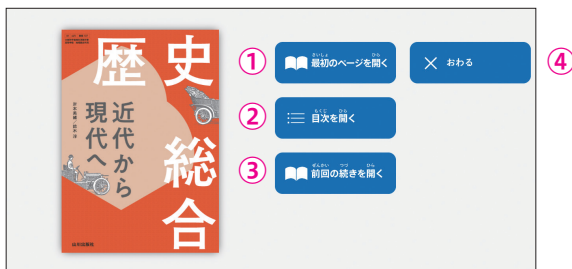 歴史総合
近代から
現代へ
山川出版社
① 最初のページを開く
さいしょ
ひら
② 目次を開く
もくじ
ひら
③ 前回の続きを開く
ぜんかい
つづ
ひら
④ おわる